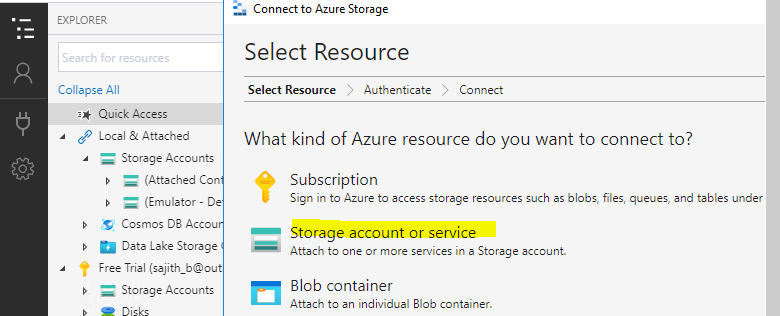 Connect to Azure Storage
EXPLORER
Search for resources
Collapse All
Quick Access
Local & Attached
Storage Accounts
(Attached Cont
(Emulator - De
Cosmos DB Accoun
Data Lake Storage
Free Trial (sajith_b@out
Storage Accounts
Disks
Select Resource
Select Resource > Authenticate > Connect
What kind of Azure resource do you want to connect to?
Subscription
Sign in to Azure to access storage resources such as blobs, files, queues, and tables under
Storage account or service
Attach to one or more services in a Storage account.
Blob container
Attach to an individual Blob container.